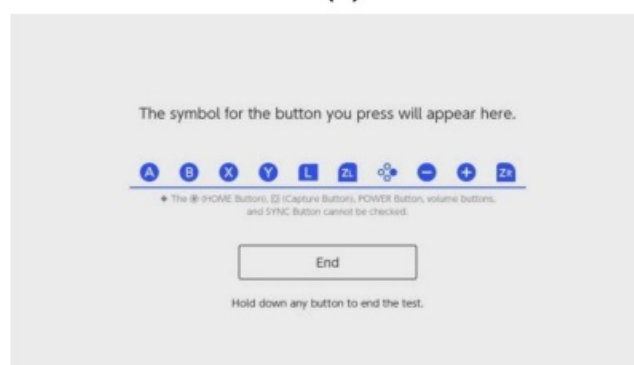 The symbol for the button you press will appear here.
A B X Y L ZL − + ZR
◆ The (HOME Button), (Capture Button), POWER Button, volume buttons,
and SYNC Button cannot be checked.
End
Hold down any button to end the test.